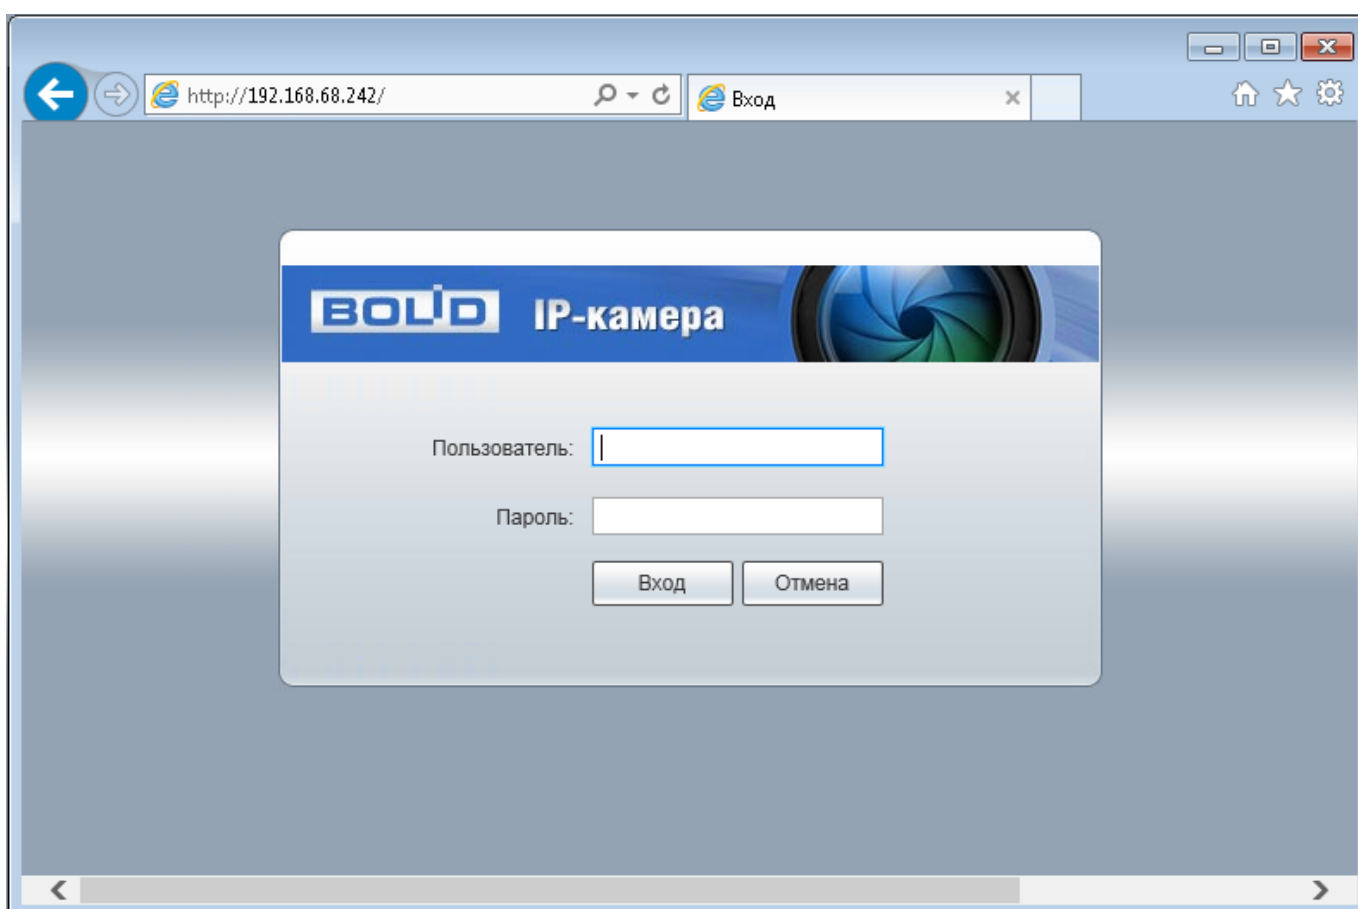 http://192.168.68.242/
Вход
BOLID IP-камера
Пользователь:
Пароль:
Вход Отмена